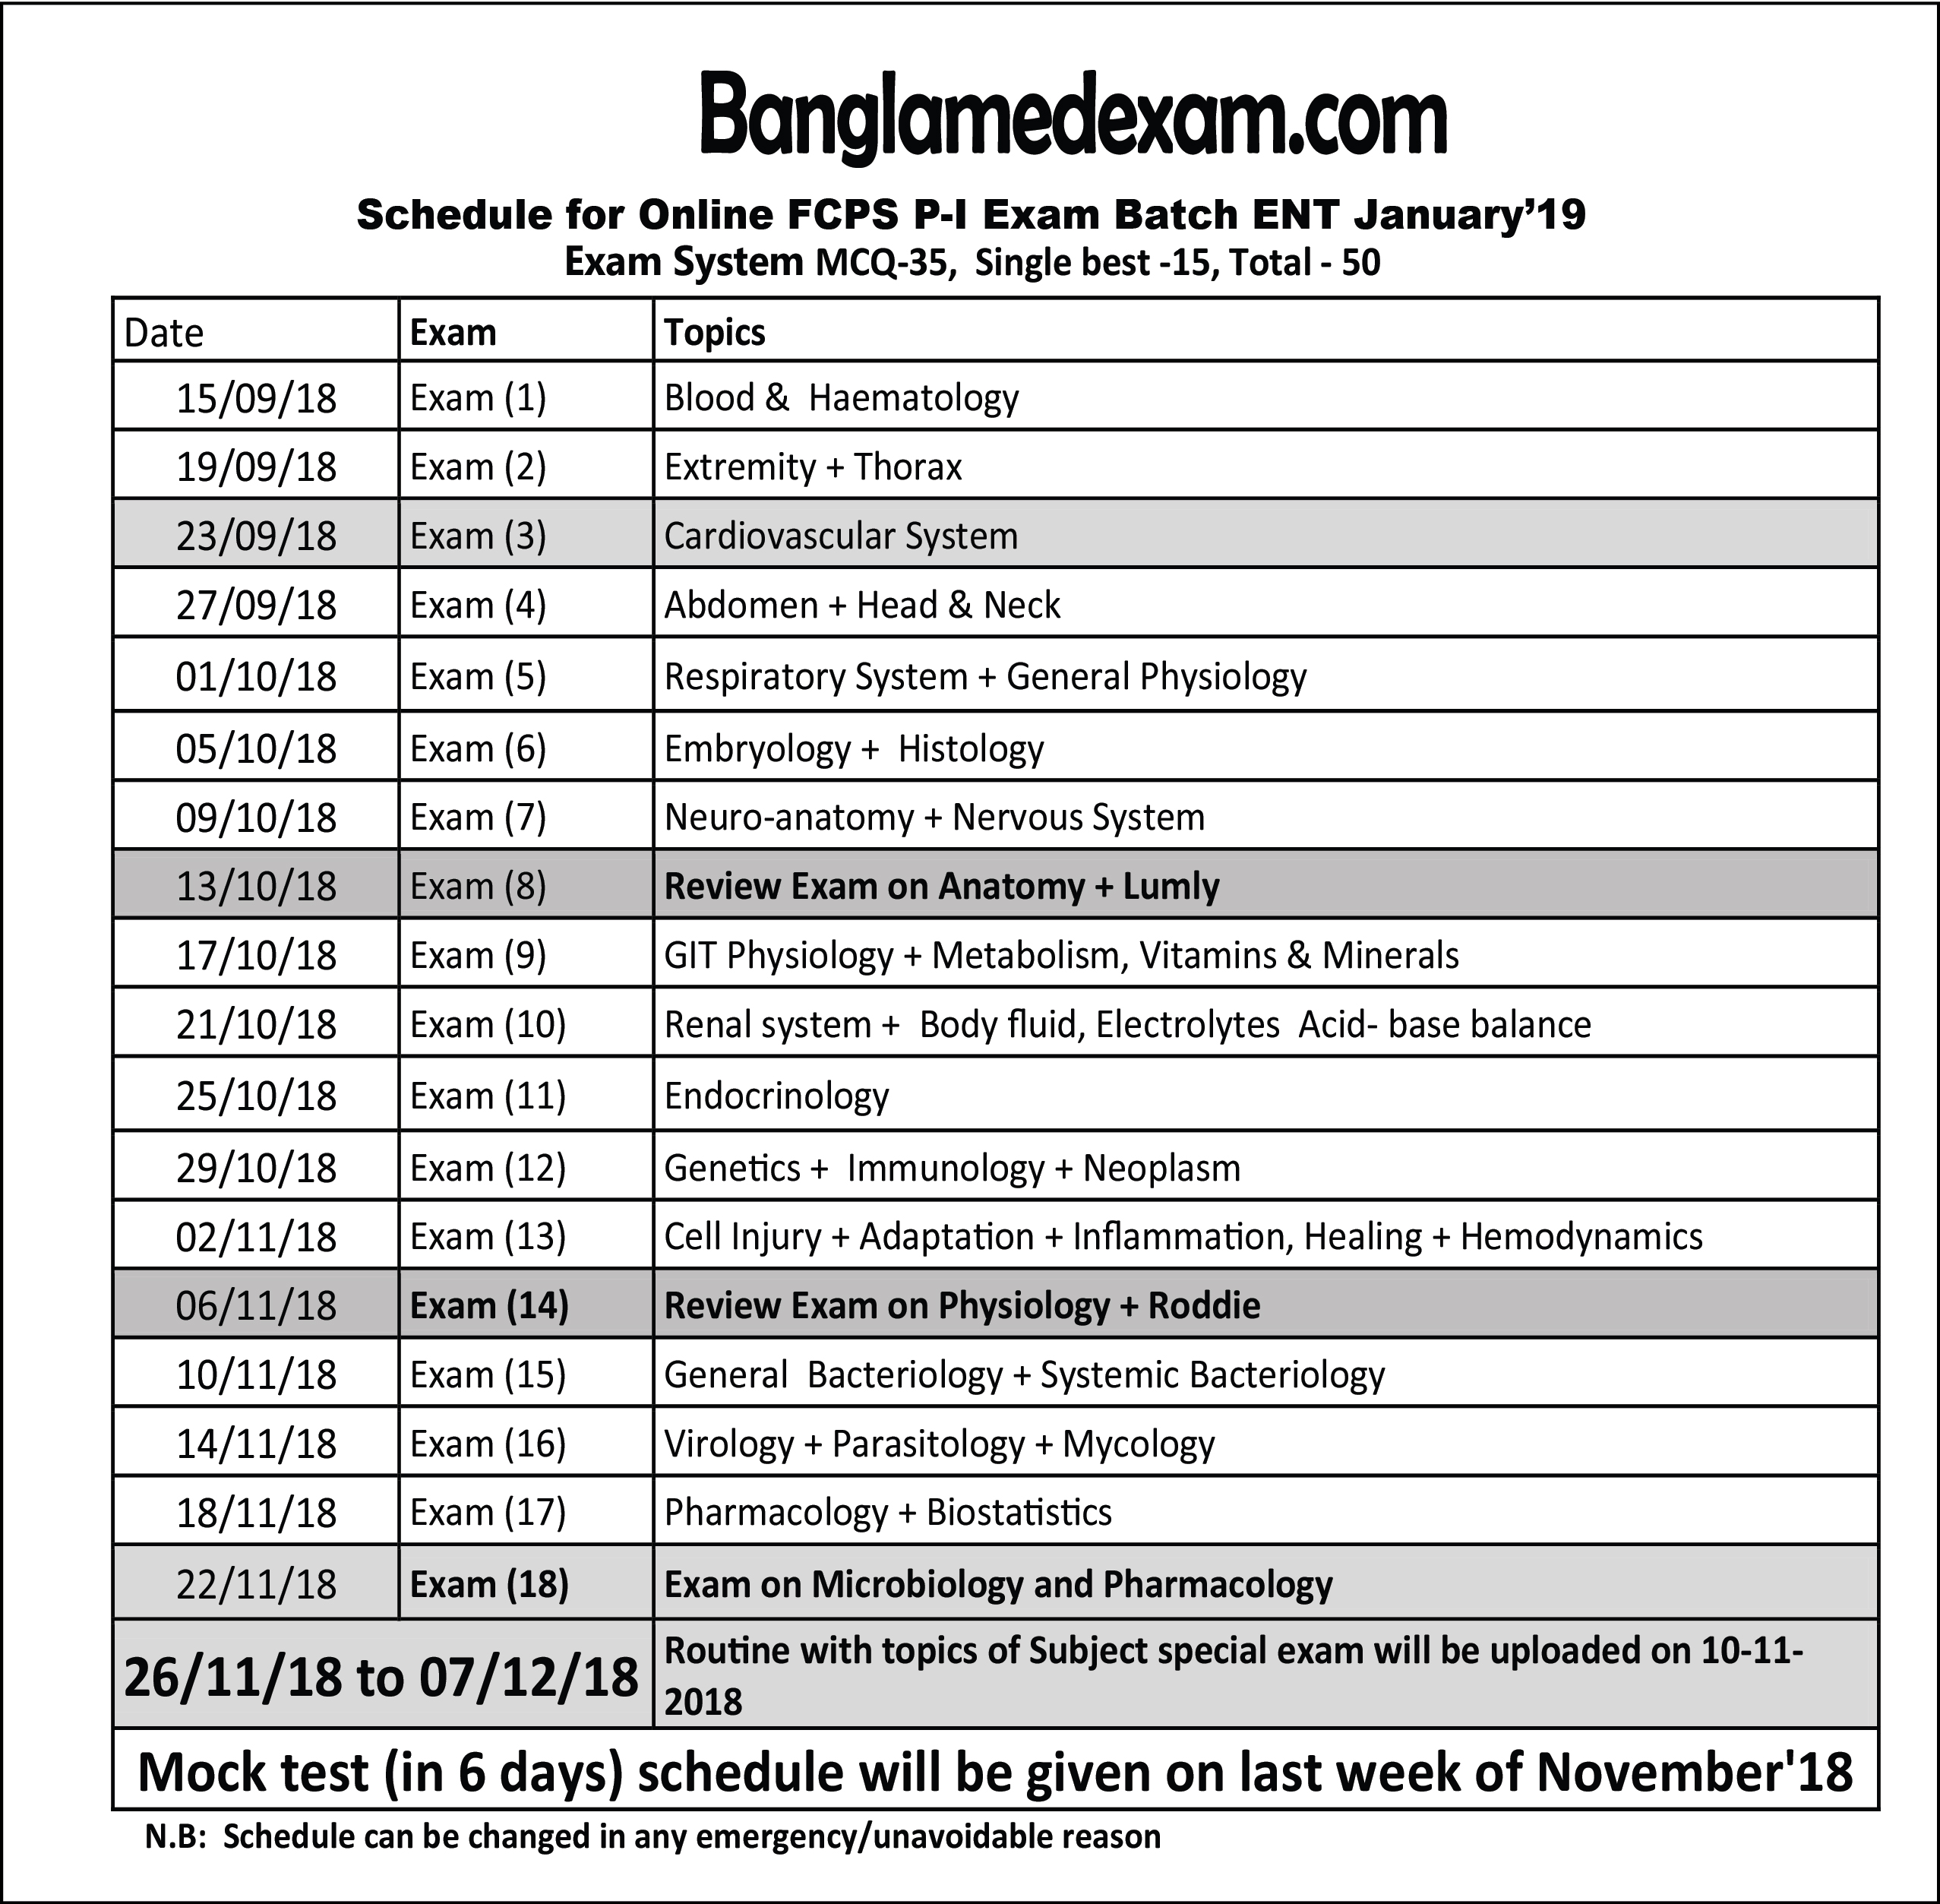 Banglamedexam.com
Schedule for Online FCPS P-I Exam Batch ENT January’19
Exam System MCQ-35,  Single best -15, Total - 50
Date Exam Topics
15/09/18 Exam (1) Blood &  Haematology
19/09/18 Exam (2) Extremity + Thorax
23/09/18 Exam (3) Cardiovascular System
27/09/18 Exam (4) Abdomen + Head & Neck
01/10/18 Exam (5) Respiratory System + General Physiology
05/10/18 Exam (6) Embryology +  Histology
09/10/18 Exam (7) Neuro-anatomy + Nervous System
13/10/18 Exam (8) Review Exam on Anatomy + Lumly
17/10/18 Exam (9) GIT Physiology + Metabolism, Vitamins & Minerals
21/10/18 Exam (10) Renal system +  Body fluid, Electrolytes  Acid- base balance
25/10/18 Exam (11) Endocrinology
29/10/18 Exam (12) Genetics +  Immunology + Neoplasm
02/11/18 Exam (13) Cell Injury + Adaptation + Inflammation, Healing + Hemodynamics
06/11/18 Exam (14) Review Exam on Physiology + Roddie
10/11/18 Exam (15) General  Bacteriology + Systemic Bacteriology
14/11/18 Exam (16) Virology + Parasitology + Mycology
18/11/18 Exam (17) Pharmacology + Biostatistics
22/11/18 Exam (18) Exam on Microbiology and Pharmacology
26/11/18 to 07/12/18 Routine with topics of Subject special exam will be uploaded on 10-11-
2018
Mock test (in 6 days) schedule will be given on last week of November'18
N.B:  Schedule can be changed in any emergency/unavoidable reason